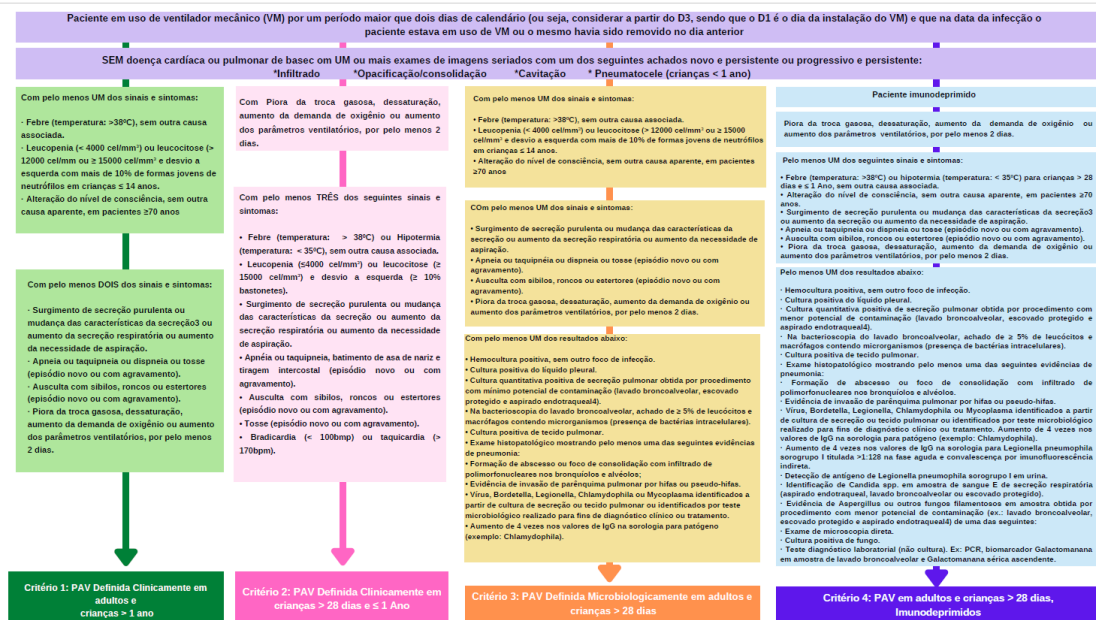 Paciente em uso de ventilador mecânico (VM) por um período maior que dois dias de calendário (ou seja, considerar a partir do D3, sendo que o D1 é o dia da instalação do VM) e que na data da infecção o
paciente estava em uso de VM ou o mesmo havia sido removido no dia anterior
SEM doença cardíaca ou pulmonar de basec om UM ou mais exames de imagens seriados com um dos seguintes achados novo e persistente ou progressivo e persistente:
*Infiltrado *Opacificação/consolidação *Cavitação * Pneumatocele (crianças < 1 ano)
Com pelo menos UM dos sinais e sintomas:
· Febre (temperatura: >38ºC), sem outra causa
associada.
· Leucopenia (< 4000 cel/mm³) ou leucocitose (>
12000 cel/mm ou ≥ 15000 cel/mm³ e desvio a
esquerda com mais de 10% de formas jovens de
neutrófilos em crianças ≤ 14 anos.
· Alteração do nível de consciência, sem outra
causa aparente, em pacientes ≥70 anos
Com pelo menos DOIS dos sinais e sintomas:
· Surgimento de secreção purulenta ou
mudança das características da secreção3 ou
aumento da secreção respiratória ou aumento
da necessidade de aspiração.
· Apneia ou taquipneia ou dispneia ou tosse
(episódio novo ou com agravamento).
· Ausculta com sibilos, roncos ou estertores
(episódio novo ou com agravamento).
· Piora da troca gasosa, dessaturação,
aumento da demanda de oxigênio ou aumento
dos parâmetros ventilatórios, por pelo menos
2 dias.
Critério 1: PAV Definida Clinicamente em
adultos e
crianças > 1 ano
Com Piora da troca gasosa, dessaturação,
aumento da demanda de oxigênio ou aumento
dos parâmetros ventilatórios, por pelo menos 2
dias.
Com pelo menos TRÊS dos seguintes sinais e
sintomas:
• Febre (temperatura: > 38ºC) ou Hipotermia
(temperatura: < 35ºC), sem outra causa associada.
• Leucopenia (≤4000 cel/mm³) ou leucocitose (≥
15000 cel/mm³) e desvio a esquerda (≥ 10%
bastonetes).
• Surgimento de secreção purulenta ou mudança
das características da secreção ou aumento da
secreção respiratória ou aumento da necessidade
de aspiração.
• Apnéia ou taquipneia, batimento de asa de nariz e
tiragem intercostal (episódio novo ou com
agravamento).
• Ausculta com sibilos, roncos ou estertores
(episódio novo ou com agravamento).
• Tosse (episódio novo ou com agravamento).
• Bradicardia (< 100bmp) ou taquicardia (>
170bpm).
Critério 2: PAV Definida Clinicamente em
crianças > 28 dias e ≤ 1 Ano
Com pelo menos UM dos sinais e sintomas:
• Febre (temperatura: >38ºC), sem outra causa associada.
• Leucopenia (< 4000 cel/mm³) ou leucocitose (> 12000 cel/mm³ ou ≥ 15000
cel/mm³ e desvio a esquerda com mais de 10% de formas jovens de neutrófilos
em crianças ≤ 14 anos.
• Alteração do nível de consciência, sem outra causa aparente, em pacientes
≥70 anos
COm pelo menos UM dos sinais e sintomas:
• Surgimento de secreção purulenta ou mudança das características da
secreção ou aumento da secreção respiratória ou aumento da necessidade de
aspiração.
• Apneia ou taquipnéia ou dispneia ou tosse (episódio novo ou com
agravamento).
• Ausculta com sibilos, roncos ou estertores (episódio novo ou com
agravamento).
• Piora da troca gasosa, dessaturação, aumento da demanda de oxigênio ou
aumento dos parâmetros ventilatórios, por pelo menos 2 dias.
Com pelo menos UM dos resultados abaixo:
• Hemocultura positiva, sem outro foco de infecção.
• Cultura positiva do líquido pleural.
• Cultura quantitativa positiva de secreção pulmonar obtida por procedimento
com mínimo potencial de contaminação (lavado broncoalveolar, escovado
protegido e aspirado endotraqueal4).
• Na bacterioscopia do lavado broncoalveolar, achado de ≥ 5% de leucócitos e
macrófagos contendo microrganismos (presença de bactérias intracelulares).
• Cultura positiva de tecido pulmonar.
• Exame histopatológico mostrando pelo menos uma das seguintes evidências
de pneumonia:
• Formação de abscesso ou foco de consolidação com infiltrado de
polimorfonucleares nos bronquíolos e alvéolos;
• Evidência de invasão de parênquima pulmonar por hifas ou pseudo-hifas.
• Vírus, Bordetella, Legionella, Chlamydophila ou Mycoplasma identificados a
partir de cultura de secreção ou tecido pulmonar ou identificados por teste
microbiológico realizado para fins de diagnóstico clínico ou tratamento.
• Aumento de 4 vezes nos valores de IgG na sorologia para patógeno
(exemplo: Chlamydophila).
Critério 3: PAV Definida Microbiologicamente em adultos e
crianças > 28 dias
Paciente imunodeprimido
Piora da troca gasosa, dessaturação, aumento da demanda de oxigênio ou
aumento dos parâmetros ventilatórios, por pelo menos 2 dias.
Pelo menos UM dos seguintes sinais e sintomas:
• Febre (temperatura: >38ºC) ou hipotermia (temperatura: < 35ºC) para crianças > 28
dias e ≤ 1 Ano, sem outra causa associada.
• Alteração do nível de consciência, sem outra causa aparente, em pacientes ≥70
anos.
• Surgimento de secreção purulenta ou mudança das características da secreção3
ou aumento da secreção ou aumento da necessidade de aspiração.
• Apneia ou taquipneia ou dispneia ou tosse (episódio novo ou com agravamento).
• Ausculta com sibilos, roncos ou estertores (episódio novo ou com agravamento).
• Piora da troca gasosa, dessaturação, aumento da demanda de oxigênio ou
aumento dos parâmetros ventilatórios, por pelo menos 2 dias.
Pelo menos UM dos resultados abaixo:
· Hemocultura positiva, sem outro foco de infecção.
· Cultura positiva do líquido pleural.
· Cultura quantitativa positiva de secreção pulmonar obtida por procedimento com
menor potencial de contaminação (lavado broncoalveolar, escovado protegido e
aspirado endotraqueal4).
· Na bacterioscopia do lavado broncoalveolar, achado de ≥ 5% de leucócitos e
macrófagos contendo microrganismos (presença de bactérias intracelulares).
· Cultura positiva de tecido pulmonar.
· Exame histopatológico mostrando pelo menos uma das seguintes evidências de
pneumonia:
· Formação de abscesso ou foco de consolidação com infiltrado de
polimorfonucleares nos bronquíolos e alvéolos.
· Evidência de invasão de parênquima pulmonar por hifas ou pseudo-hifas.
· Vírus, Bordetella, Legionella, Chlamydophila ou Mycoplasma identificados a partir
de cultura de secreção ou tecido pulmonar ou identificados por teste microbiológico
realizado para fins de diagnóstico clínico ou tratamento. Aumento de 4 vezes nos
valores de IgG na sorologia para patógeno (exemplo: Chlamydophila).
· Aumento de 4 vezes nos valores de IgG na sorologia para Legionella pneumophila
sorogrupo I titulada >1:128 na fase aguda e convalescença por imunofluorescência
indireta.
· Detecção de antígeno de Legionella pneumophila sorogrupo I em urina.
· Identificação de Candida spp. em amostra de sangue E de secreção respiratória
(aspirado endotraqueal, lavado broncoalveolar ou escovado protegido).
· Evidência de Aspergillus ou outros fungos filamentosos em amostra obtida por
procedimento com menor potencial de contaminação (ex.: lavado broncoalveolar,
escovado protegido e aspirado endotraqueal4) de uma das seguintes:
· Exame de microscopia direta.
· Cultura positiva de fungo.
· Teste diagnóstico laboratorial (não cultura). Ex: PCR, biomarcador Galactomanana
em amostra de lavado broncoalveolar e Galactomanana sérica ascendente.
Critério 4: PAV em adultos e crianças > 28 dias,
Imunodeprimidos